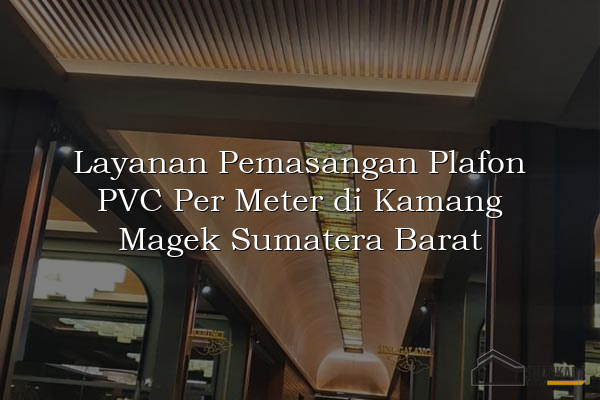 Layanan Pemasangan Plafon
PVC Per Meter di Kamang
Magek Sumatera Barat